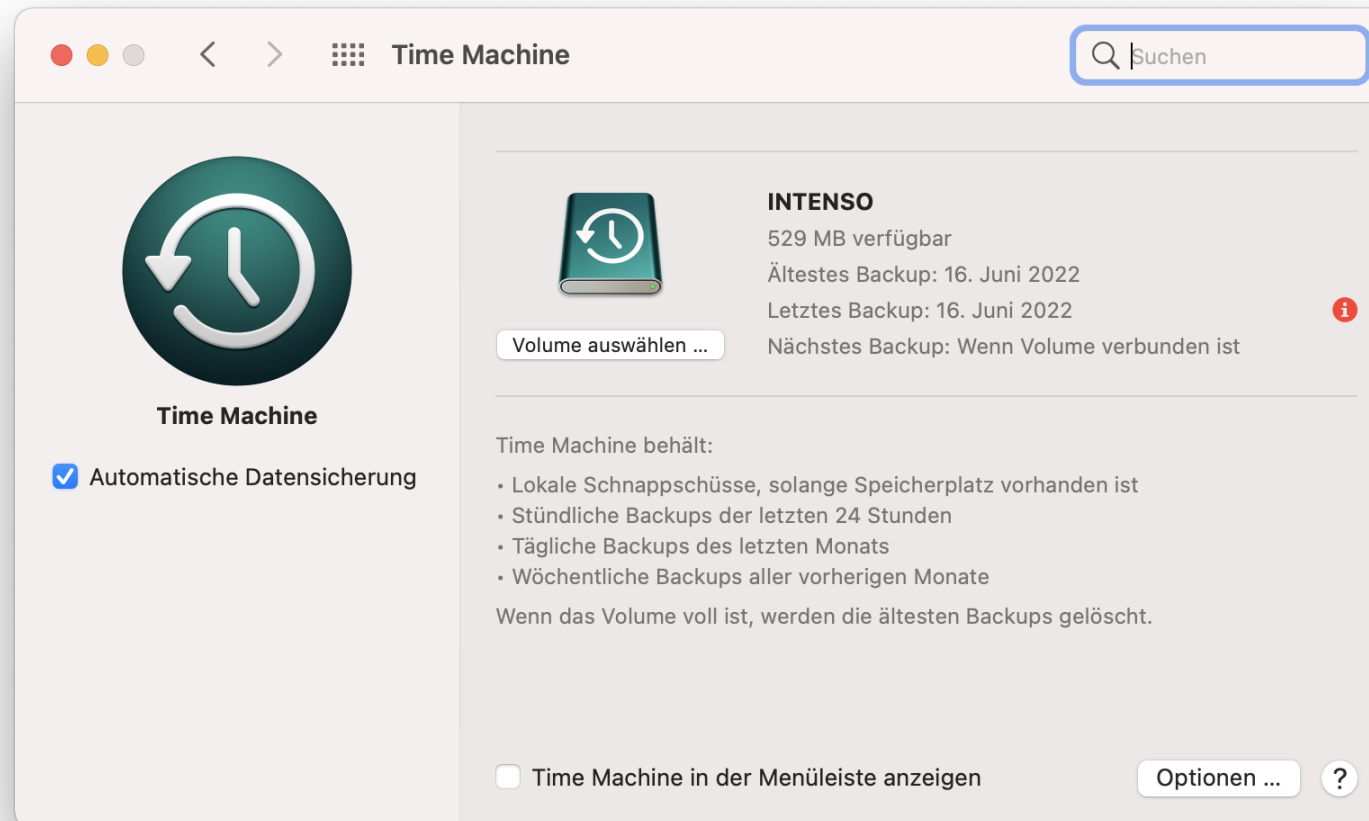 Time Machine
Suchen
Time Machine
Automatische Datensicherung
INTENSO
529 MB verfügbar
Ältestes Backup: 16. Juni 2022
Letztes Backup: 16. Juni 2022
Nächstes Backup: Wenn Volume verbunden ist
Volume auswählen ...
Time Machine behält:
• Lokale Schnappschüsse, solange Speicherplatz vorhanden ist
• Stündliche Backups der letzten 24 Stunden
• Tägliche Backups des letzten Monats
• Wöchentliche Backups aller vorherigen Monate
Wenn das Volume voll ist, werden die ältesten Backups gelöscht.
Time Machine in der Menüleiste anzeigen
Optionen ...
?